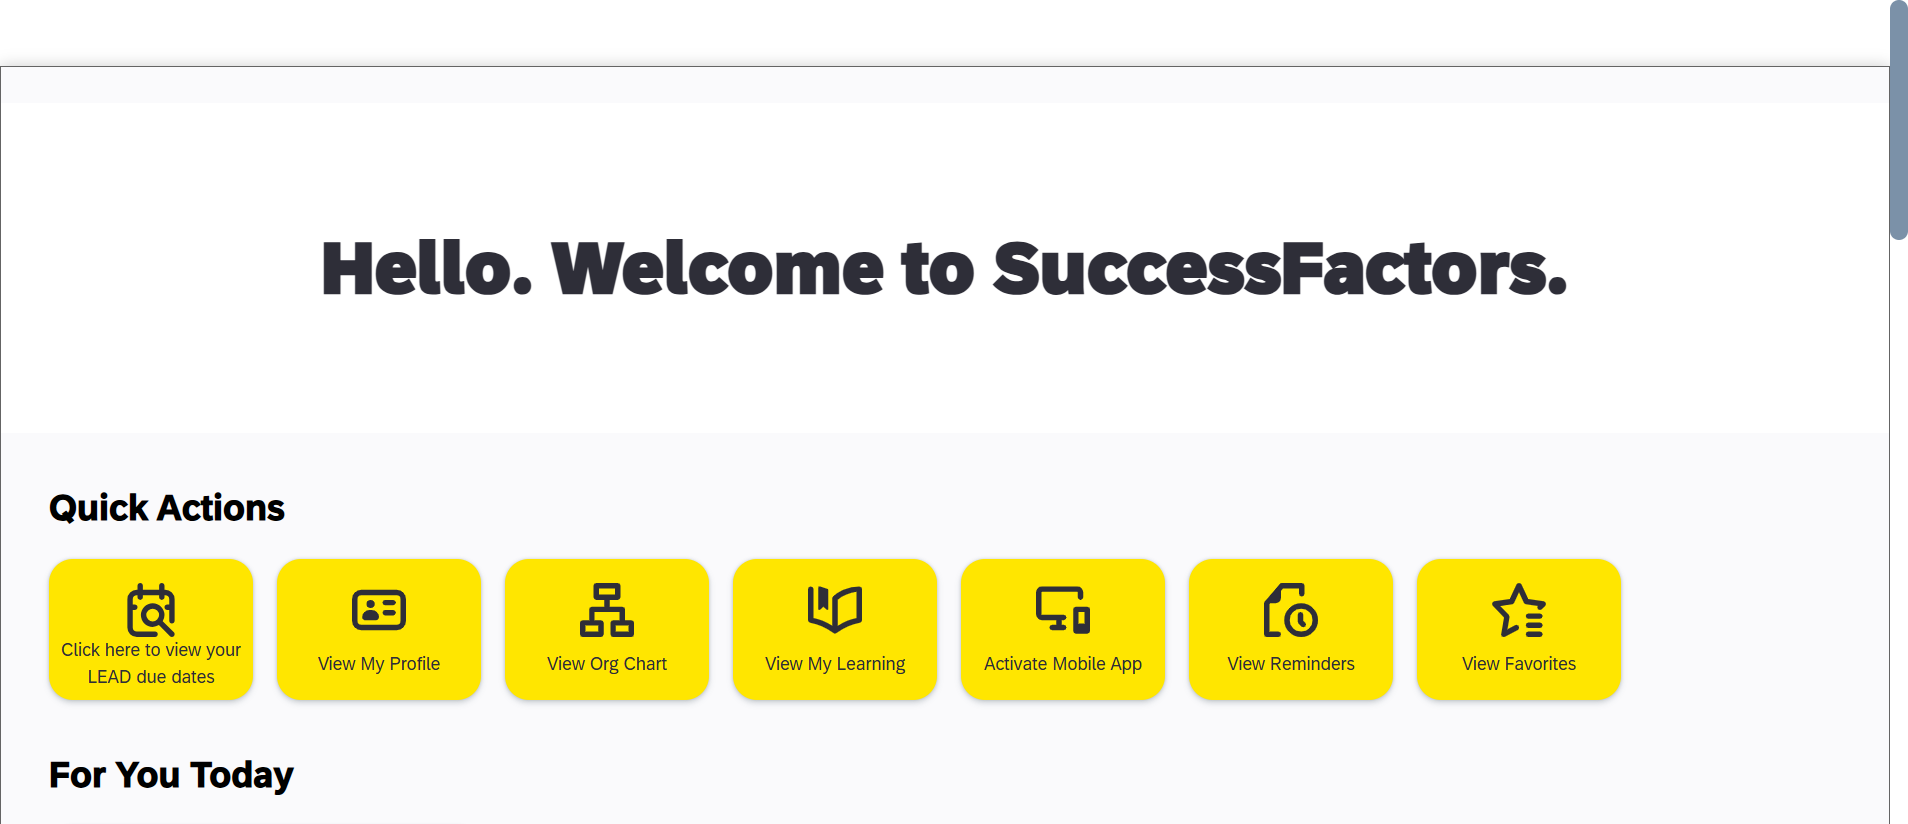 Hello. Welcome to SuccessFactors.
Quick Actions
Click here to view your
LEAD due dates
View My Profile
View Org Chart
View My Learning
Activate Mobile App
View Reminders
View Favorites
For You Today